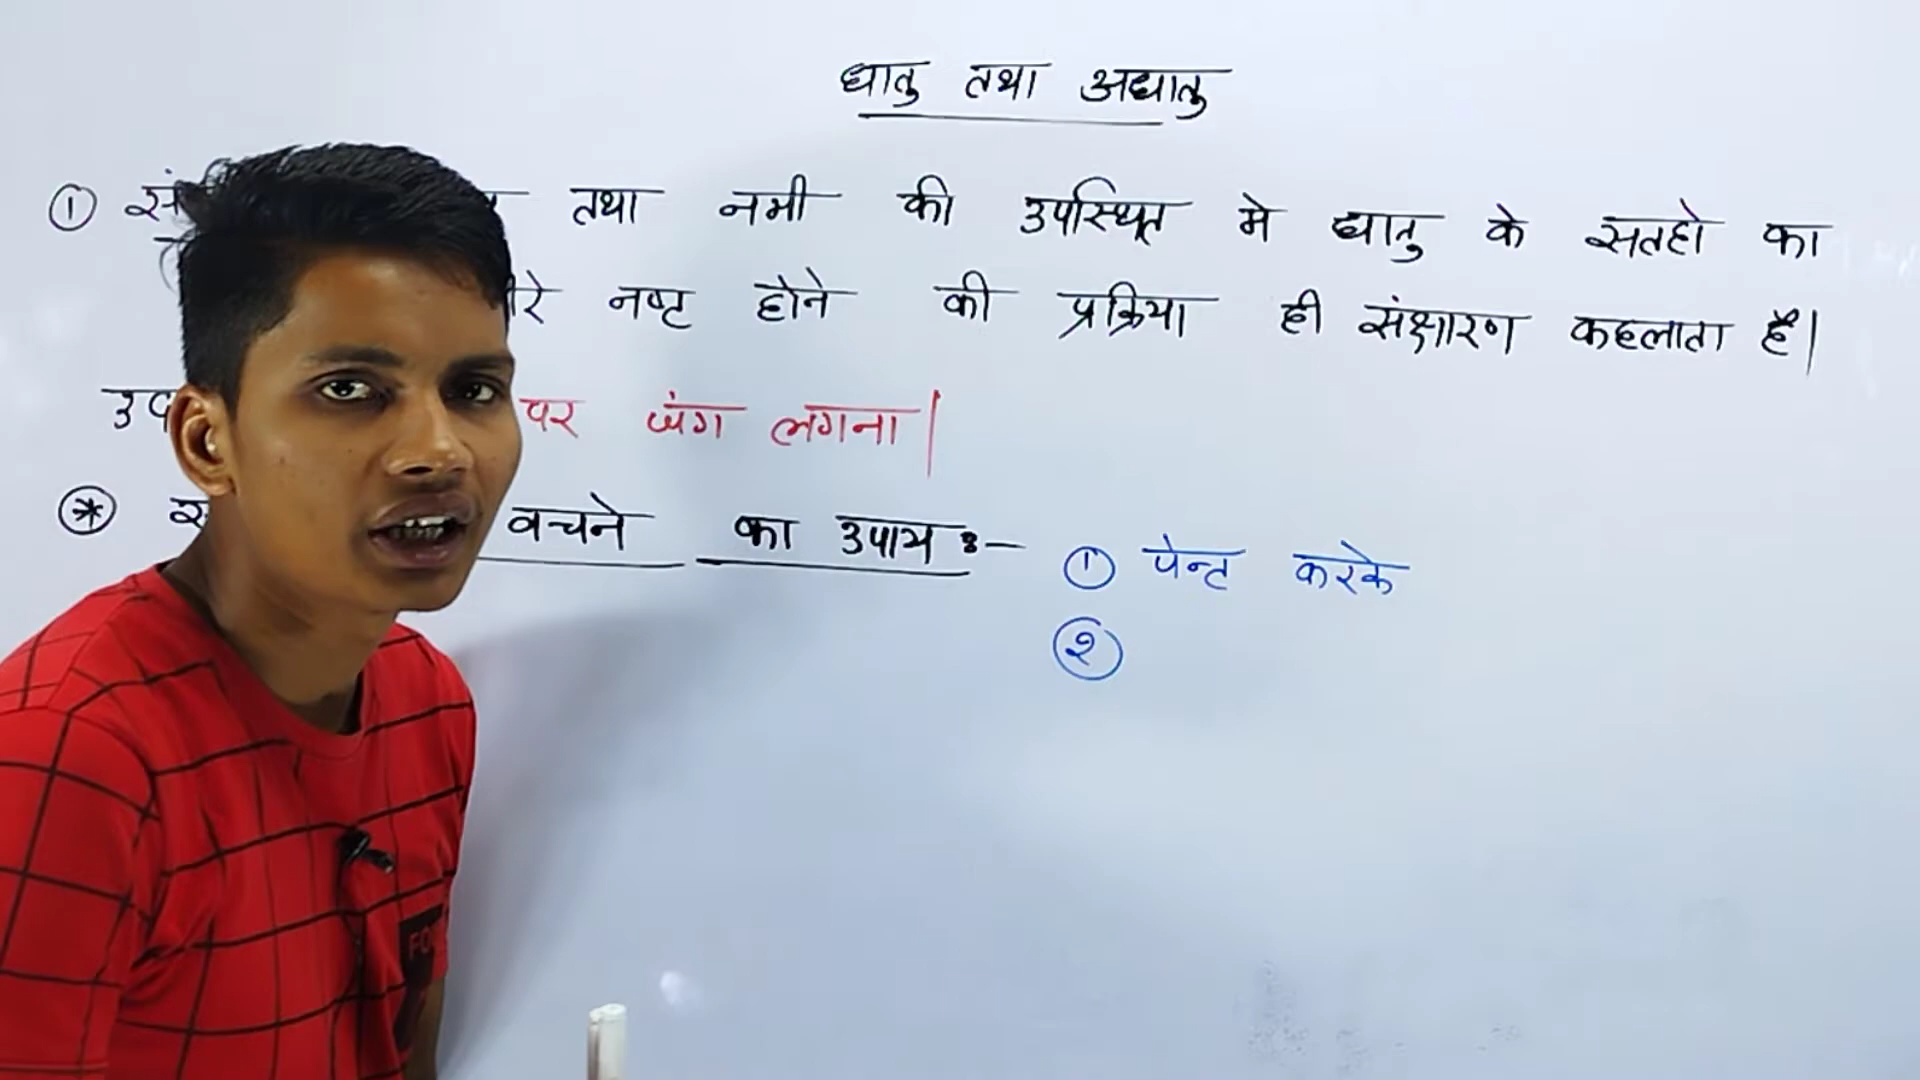 धातु तथा अधातु
① सं तथा नमी की उपस्थित मे धातु के सतहो का
रे नष्ट होने की प्रक्रिया ही संक्षारण कहलाता है।
उप पर जंग लगना।
* स वचने का उपाय :-
① पेन्ट करके
②
FO